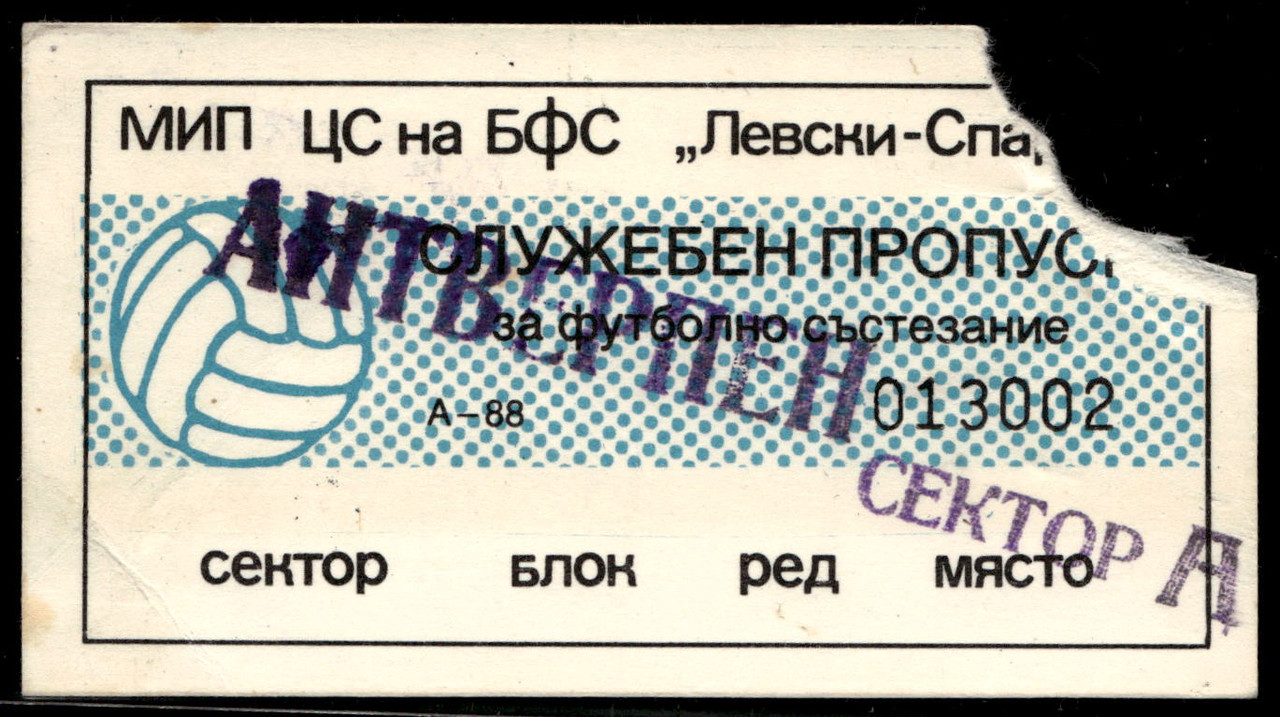 МИП ЦС на БФС „Левски-Спа
СЛУЖЕБЕН ПРОПУС
за футболно състезание
АНТВЕРПЕН
А-88
013002
СЕКТОР А
сектор блок ред място